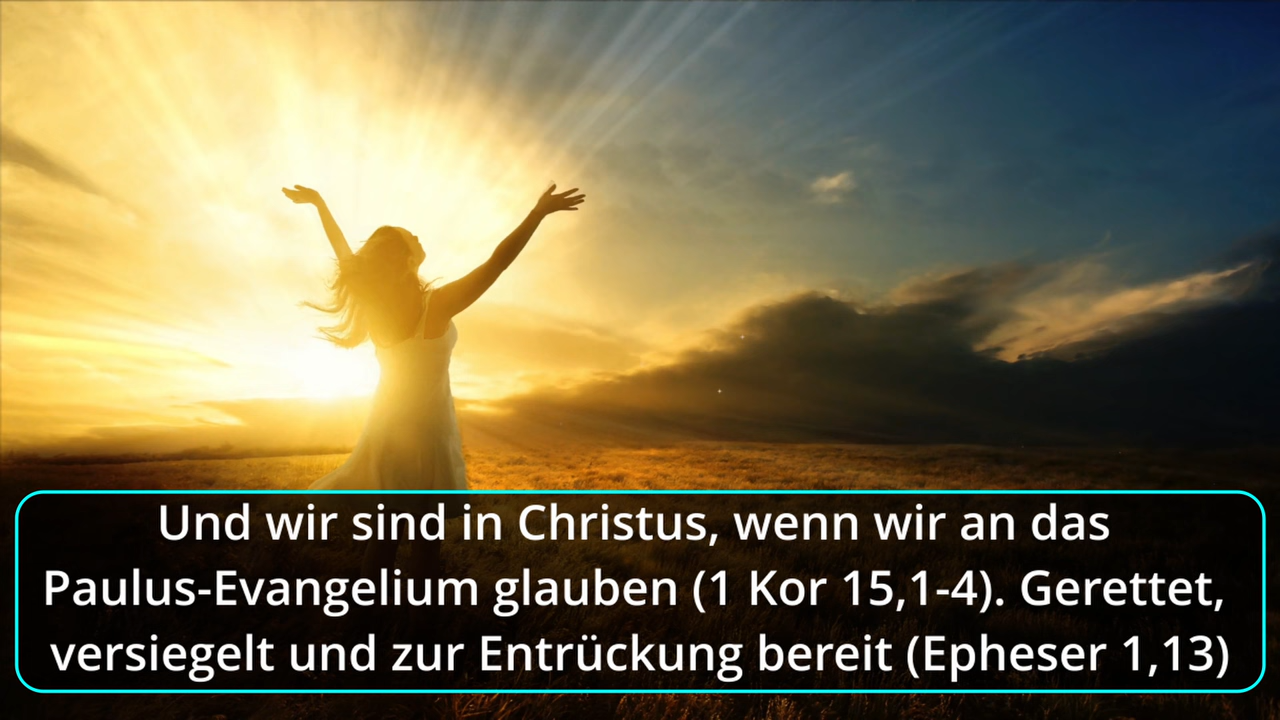 Und wir sind in Christus, wenn wir an das
Paulus-Evangelium glauben (1 Kor 15,1-4). Gerettet,
versiegelt und zur Entrückung bereit (Epheser 1,13)